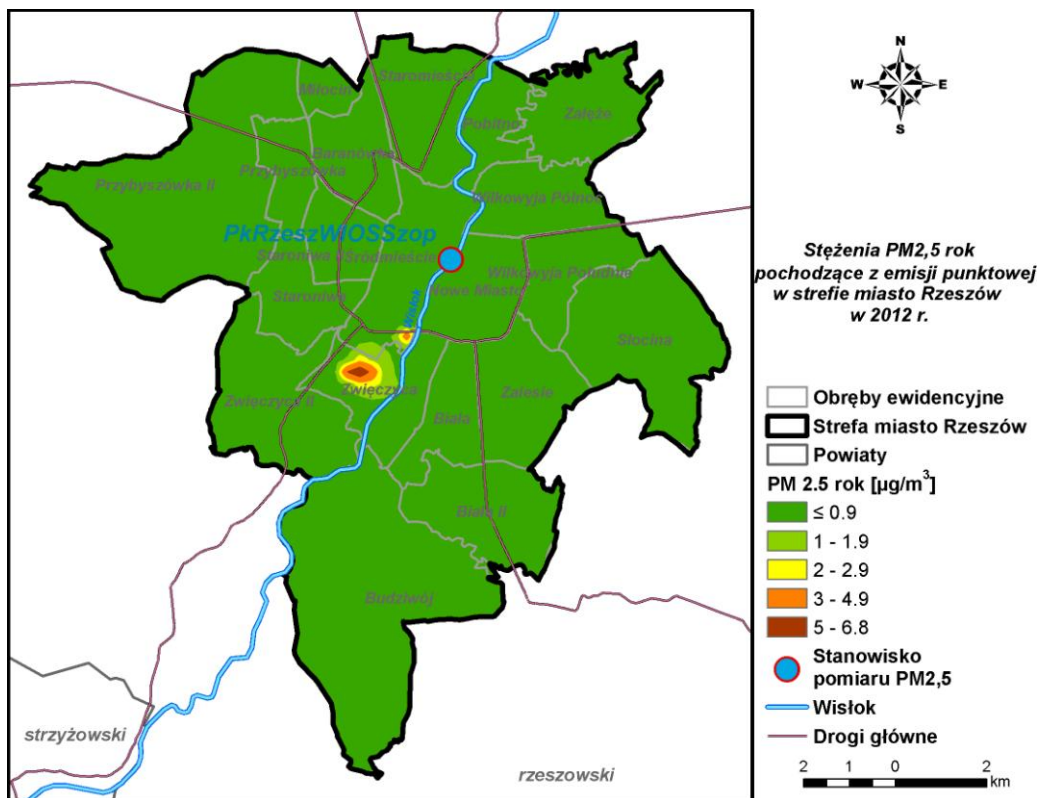 Staromieście
Miłocin
Pobitno
Załęże
Baranówka
Przybyszówka
Przybyszówka II
Wilkowyja Północ
PkRzeszWIOSSzop
Staroniwa
Śródmieście
Wilkowyja Południe
Staroniwa
Nowe Miasto
Wisłok
Słocina
Zwięczyca
Zwięczyca II
Zalesie
Biała
Biała II
Budziwój
strzyżowski
rzeszowski
N
W E
S
Stężenia PM2,5 rok
pochodzące z emisji punktowej
w strefie miasto Rzeszów
w 2012 r.
Obręby ewidencyjne
Strefa miasto Rzeszów
Powiaty
PM 2.5 rok [µg/m³]
≤ 0.9
1 - 1.9
2 - 2.9
3 - 4.9
5 - 6.8
Stanowisko
pomiaru PM2,5
Wisłok
Drogi główne
2 1 0 2
km